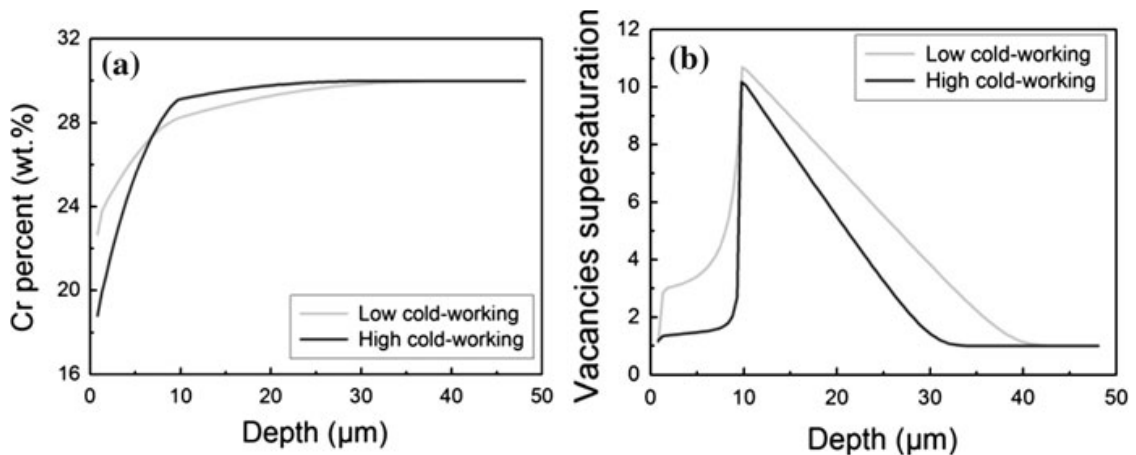 (a)
Cr percent (wt.%)
32
28
24
20
16
Low cold-working
High cold-working
0 10 20 30 40 50
Depth (μm)
(b)
Vacancies supersaturation
12
10
8
6
4
2
0
Low cold-working
High cold-working
0 10 20 30 40 50
Depth (μm)